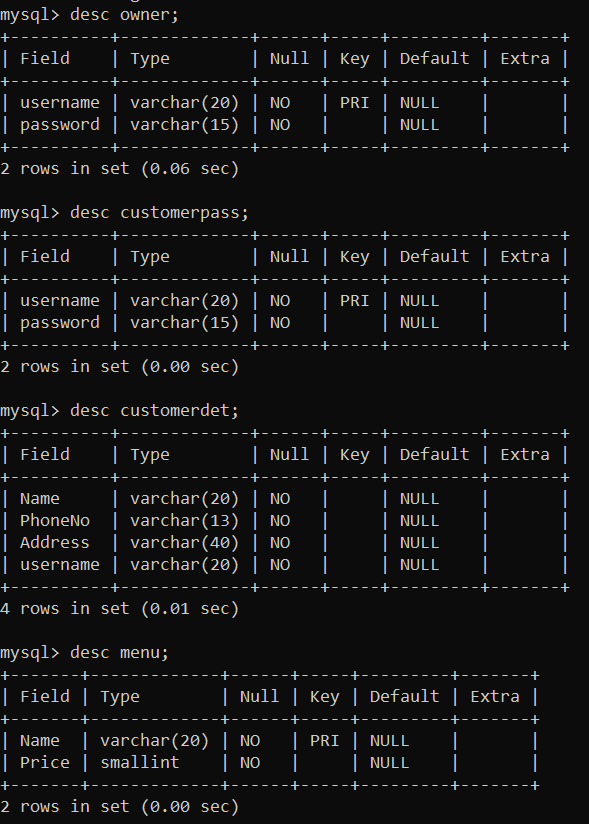 mysql> desc owner;
+----------+-------------+------+-----+---------+-------+
| Field    | Type        | Null | Key | Default | Extra |
+----------+-------------+------+-----+---------+-------+
| username | varchar(20) | NO   | PRI | NULL    |       |
| password | varchar(15) | NO   |     | NULL    |       |
+----------+-------------+------+-----+---------+-------+
2 rows in set (0.06 sec)

mysql> desc customerpass;
+----------+-------------+------+-----+---------+-------+
| Field    | Type        | Null | Key | Default | Extra |
+----------+-------------+------+-----+---------+-------+
| username | varchar(20) | NO   | PRI | NULL    |       |
| password | varchar(15) | NO   |     | NULL    |       |
+----------+-------------+------+-----+---------+-------+
2 rows in set (0.00 sec)

mysql> desc customerdet;
+----------+-------------+------+-----+---------+-------+
| Field    | Type        | Null | Key | Default | Extra |
+----------+-------------+------+-----+---------+-------+
| Name     | varchar(20) | NO   |     | NULL    |       |
| PhoneNo  | varchar(13) | NO   |     | NULL    |       |
| Address  | varchar(40) | NO   |     | NULL    |       |
| username | varchar(20) | NO   |     | NULL    |       |
+----------+-------------+------+-----+---------+-------+
4 rows in set (0.01 sec)

mysql> desc menu;
+-------+-------------+------+-----+---------+-------+
| Field | Type        | Null | Key | Default | Extra |
+-------+-------------+------+-----+---------+-------+
| Name  | varchar(20) | NO   | PRI | NULL    |       |
| Price | smallint    | NO   |     | NULL    |       |
+-------+-------------+------+-----+---------+-------+
2 rows in set (0.00 sec)